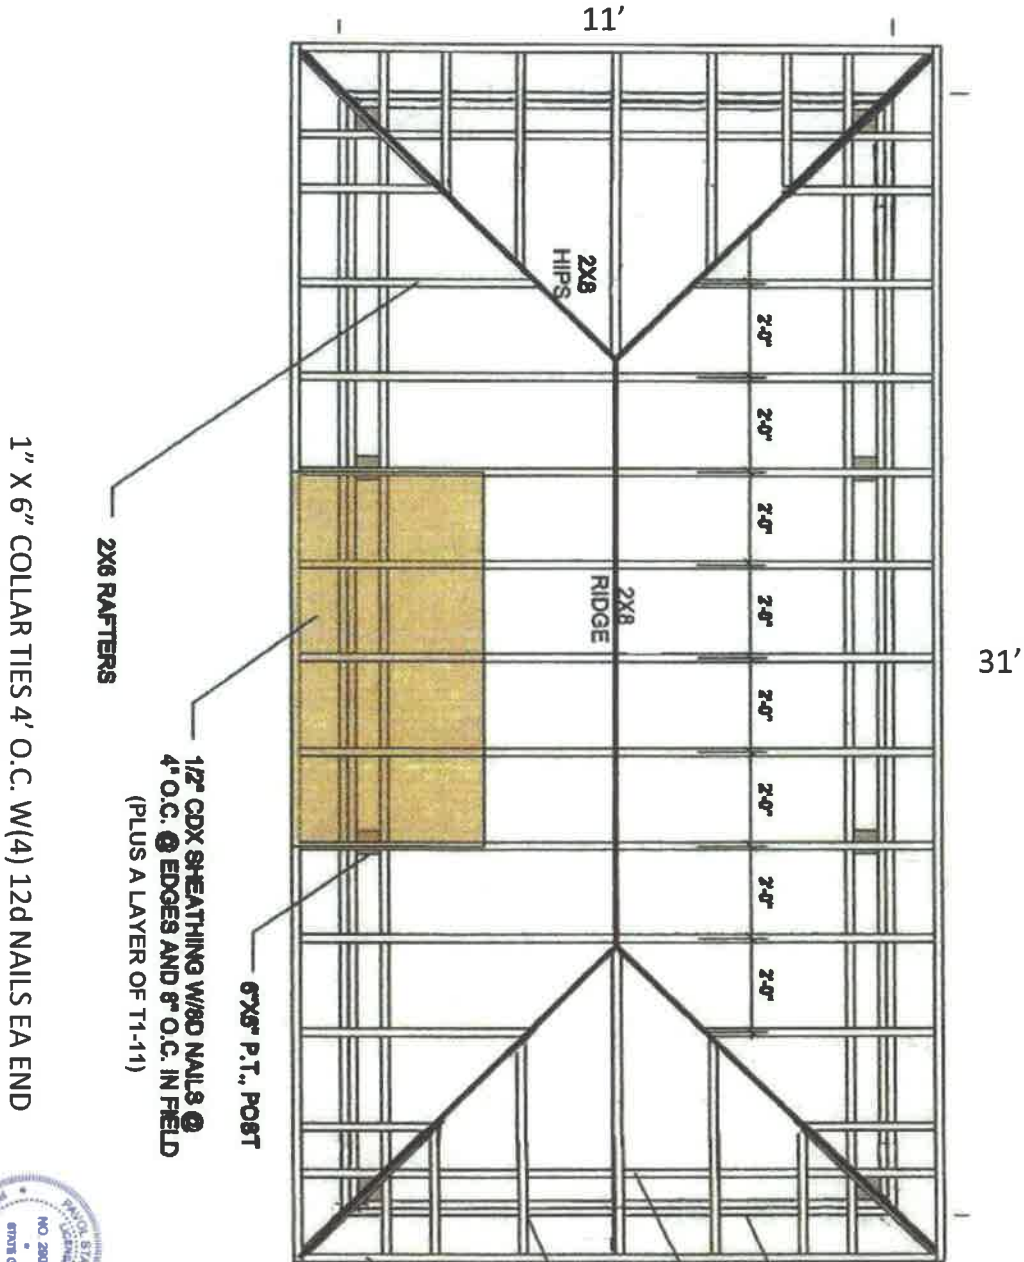 11’
31’
2X8
HIPS
2'-0"
2'-0"
2'-0"
2'-0"
2'-0"
2'-0"
2'-0"
2'-0"
2X8
RIDGE
2X6 RAFTERS
1/2" CDX SHEATHING W/8D NAILS @
4" O.C. @ EDGES AND 8" O.C. IN FIELD
(PLUS A LAYER OF T1-11)
6"X6" P.T., POST
1” X 6” COLLAR TIES 4’ O.C. W(4) 12d NAILS EA END
NO.
STATE